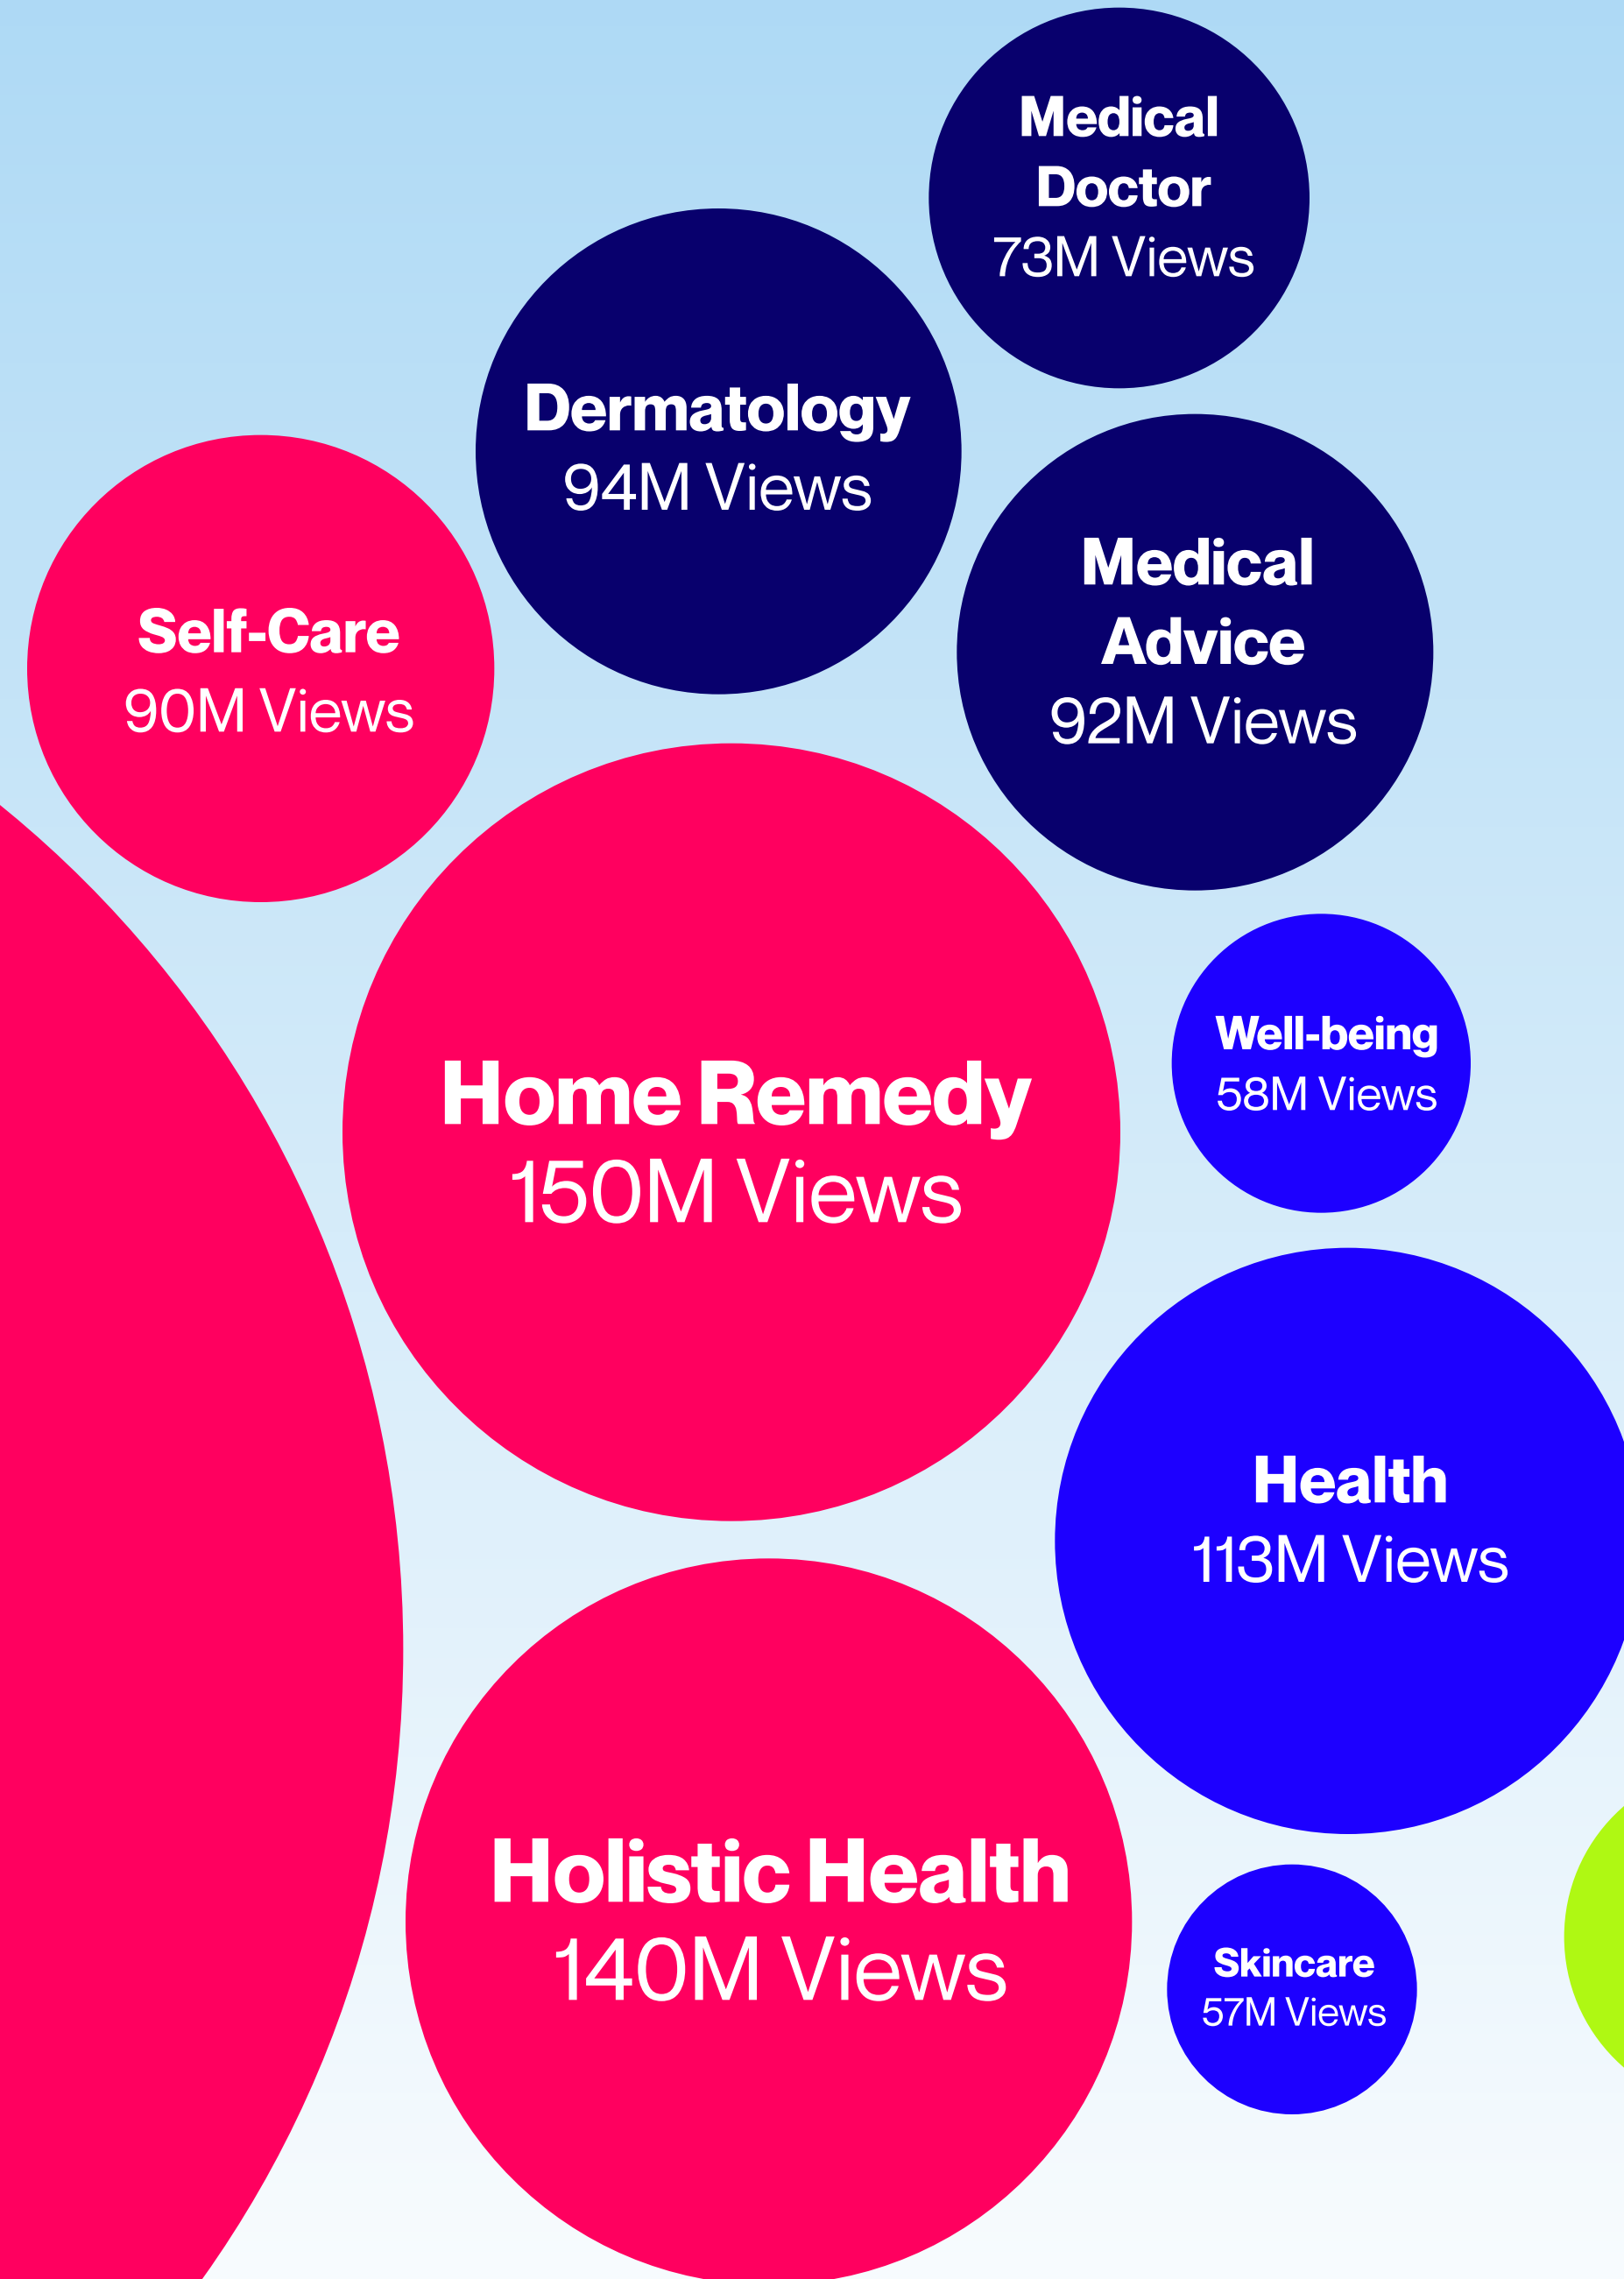 Medical
Doctor
73M Views
Dermatology
94M Views
Medical
Advice
92M Views
Self-Care
90M Views
Well-being
58M Views
Home Remedy
150M Views
Health
113M Views
Holistic Health
140M Views
Skincare
57M Views